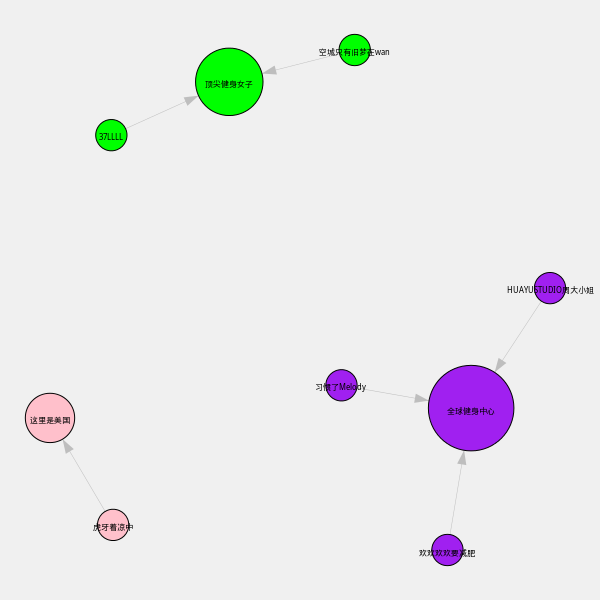 空城只有旧梦在wan
顶尖健身女子
37LLLL
HUAYUSTUDIO周大小姐
习惯了Melody
全球健身中心
这里是美国
虎牙着凉中
欢欢欢欢要减肥